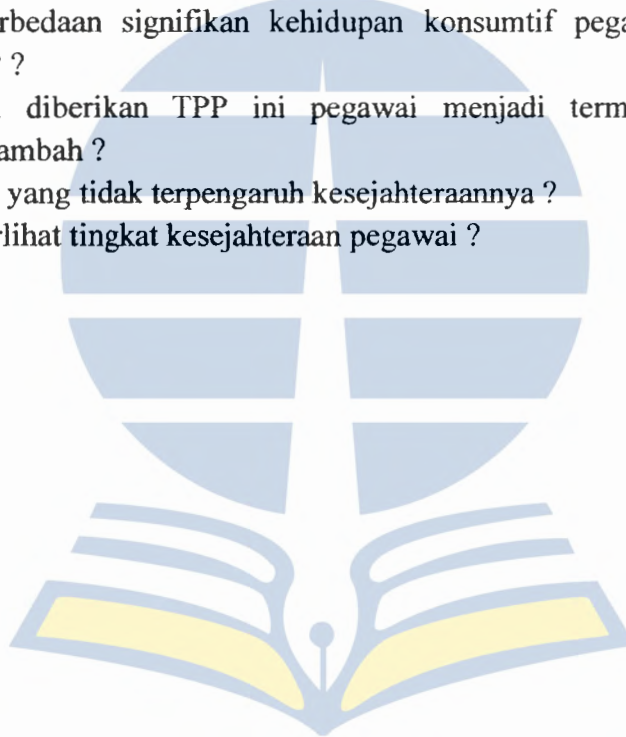 rbedaan signifikan kehidupan konsumtif pega
?
diberikan TPP ini pegawai menjadi term
ambah ?
yang tidak terpengaruh kesejahteraannya ?
rlihat tingkat kesejahteraan pegawai ?